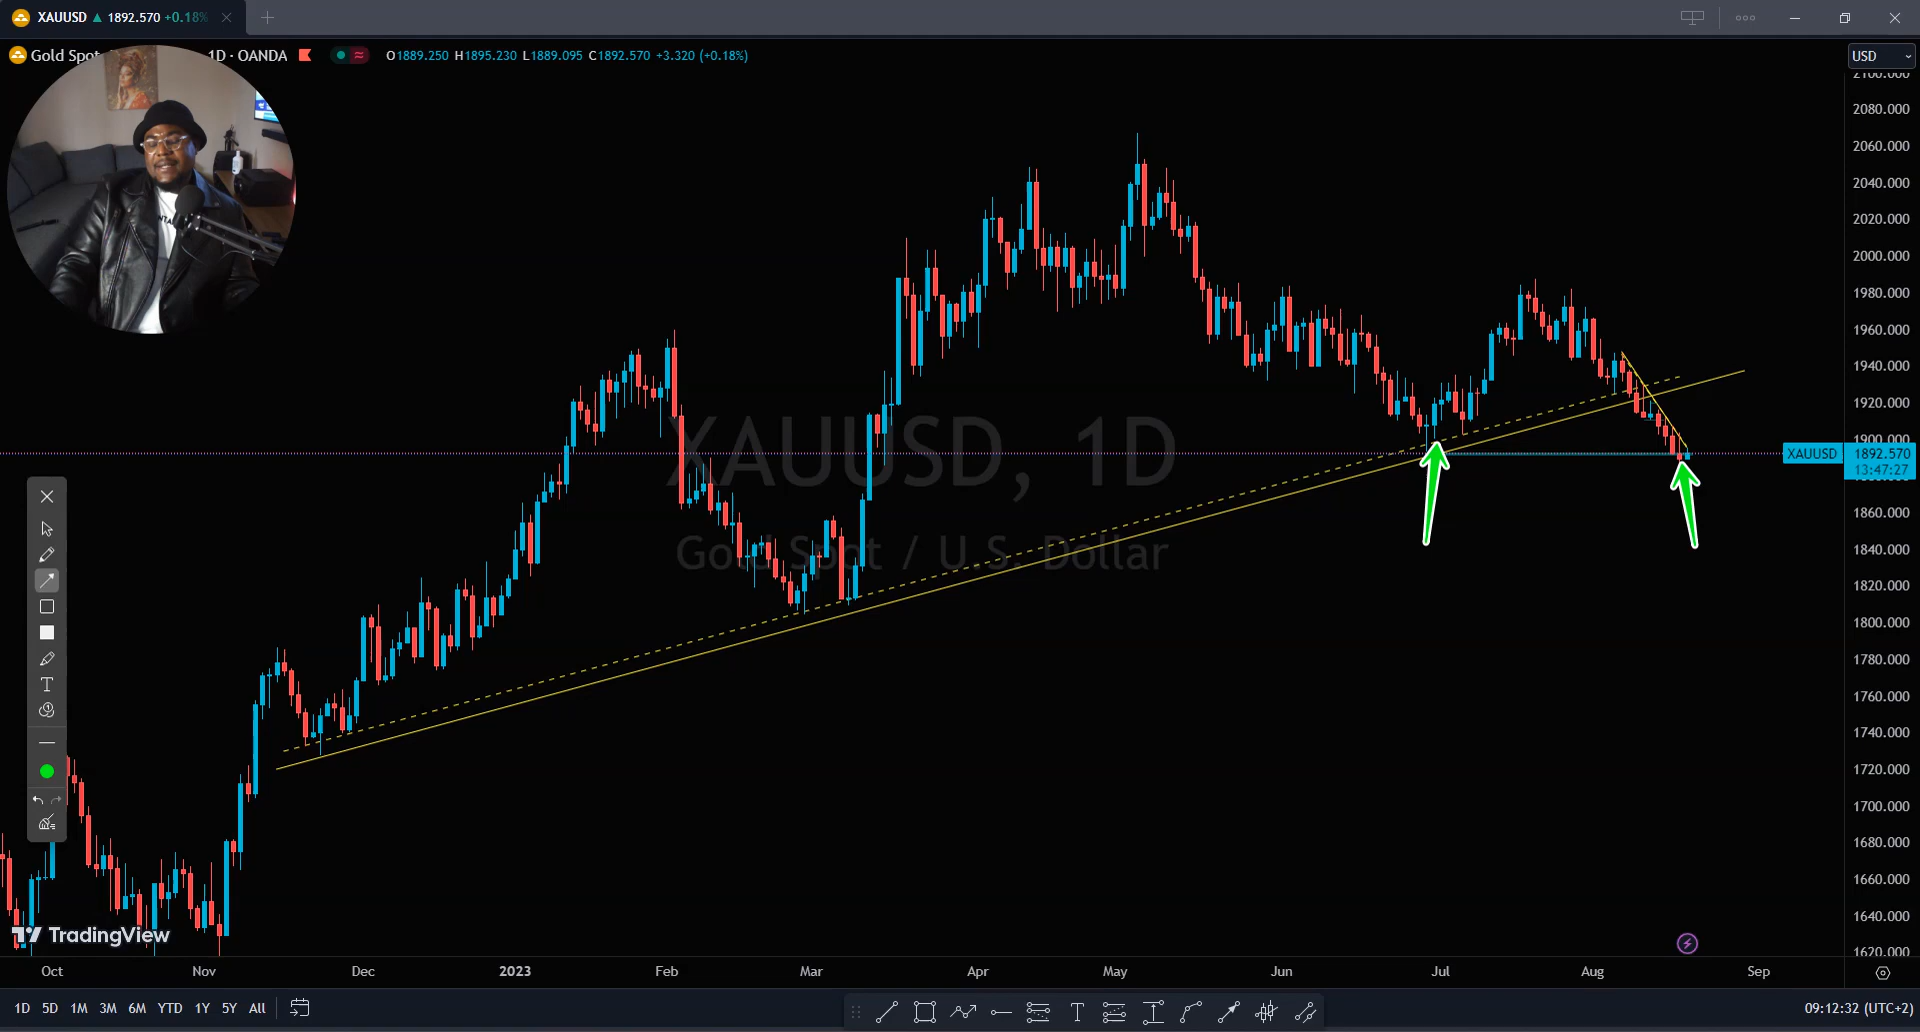 XAUUSD ▲ 1892.570 +0.18%
Gold Spot 1D · OANDA O1889.250 H1895.230 L1889.095 C1892.570 +3.320 (+0.18%)
USD
2100.000
2080.000
2060.000
2040.000
2020.000
2000.000
1980.000
1960.000
1940.000
1920.000
1900.000
XAUUSD 1892.570
13:47:27
1860.000
1840.000
1820.000
1800.000
1780.000
1760.000
1740.000
1720.000
1700.000
1680.000
1660.000
1640.000
1620.000
XAUUSD, 1D
Gold Spot / U.S. Dollar
T
TradingView
Oct Nov Dec 2023 Feb Mar Apr May Jun Jul Aug Sep
1D 5D 1M 3M 6M YTD 1Y 5Y All T 09:12:32 (UTC+2)